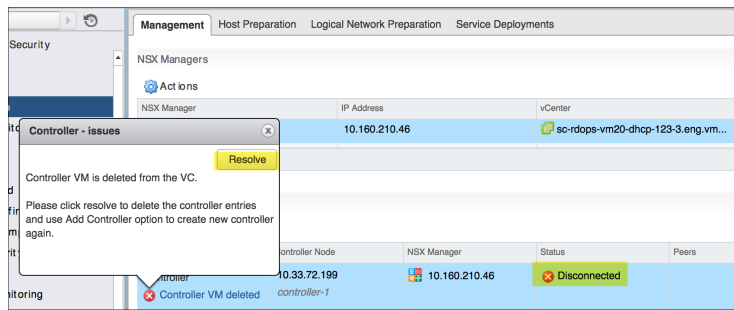 Management
Host Preparation
Logical Network Preparation
Service Deployments
Security
NSX Managers
Actions
NSX Manager
IP Address
vCenter
10.160.210.46
sc-rdops-vm20-dhcp-123-3.eng.vm...
Controller - issues
Resolve
Controller VM is deleted from the VC.
Please click resolve to delete the controller entries
and use Add Controller option to create new controller
again.
Controller Node
NSX Manager
Status
Peers
10.33.72.199
10.160.210.46
Disconnected
Controller VM deleted
controller-1